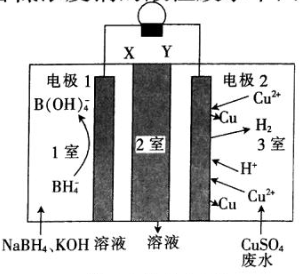 X Y
电极 1
电极 2
B(OH)₄⁻
Cu²⁺
Cu
H₂
1 室
2 室
3 室
BH₄⁻
H⁺
Cu²⁺
Cu
NaBH₄、KOH 溶液
溶液
CuSO₄
废水